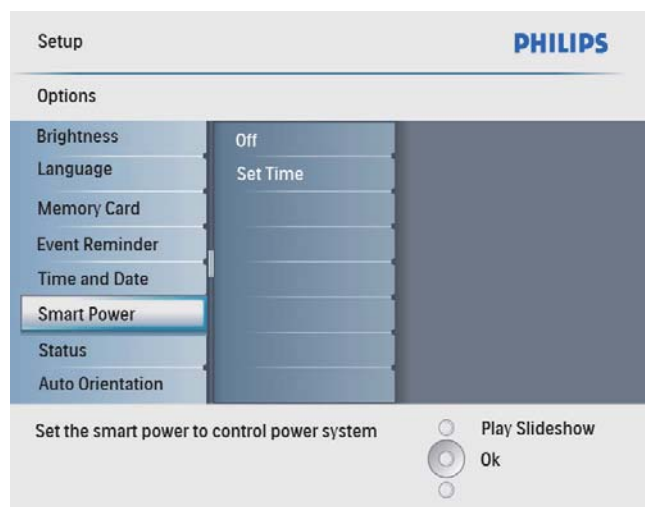 Setup
PHILIPS
Options
Brightness
Off
Language
Set Time
Memory Card
Event Reminder
Time and Date
Smart Power
Status
Auto Orientation
Set the smart power to control power system
Play Slideshow
Ok